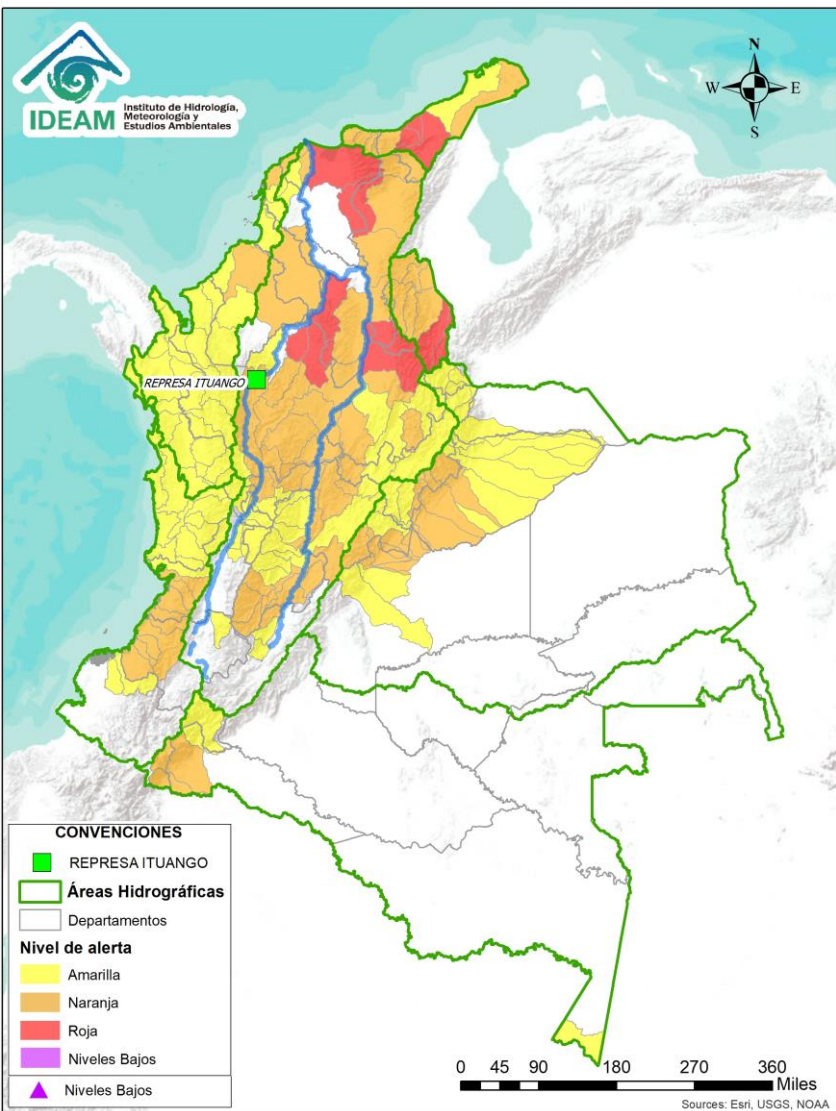 IDEAM
Instituto de Hidrología,
Meteorología y
Estudios Ambientales
N
W E
S
REPRESA ITUANGO
CONVENCIONES
REPRESA ITUANGO
Áreas Hidrográficas
Departamentos
Nivel de alerta
Amarilla
Naranja
Roja
Niveles Bajos
Niveles Bajos
0 45 90 180 270 360
Miles
Sources: Esri, USGS, NOAA